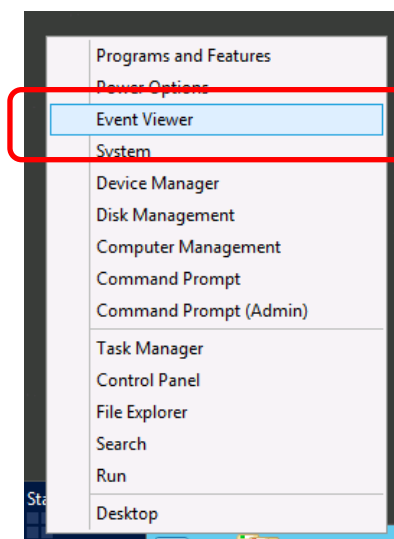 Programs and Features
Power Options
Event Viewer
System
Device Manager
Disk Management
Computer Management
Command Prompt
Command Prompt (Admin)
Task Manager
Control Panel
File Explorer
Search
Run
Sta
Desktop